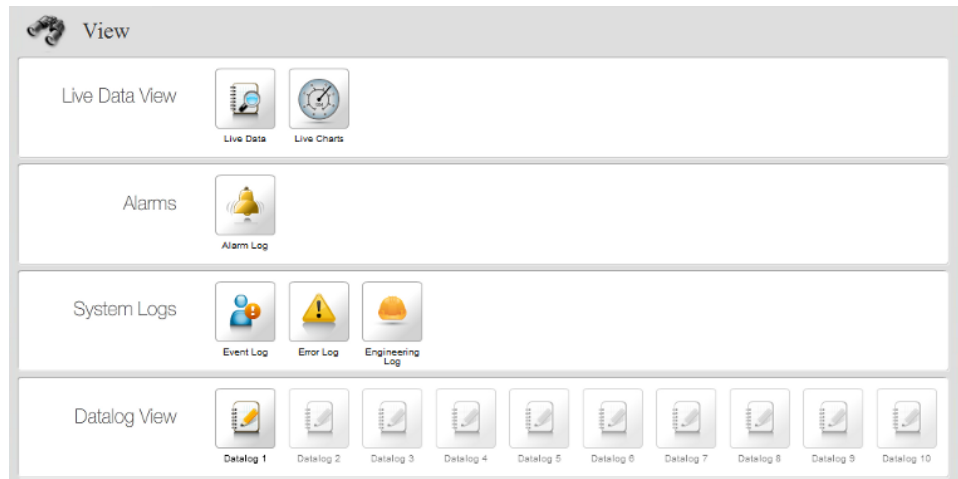 View
Live Data View
Live Data
Live Charts
Alarms
Alarm Log
System Logs
Event Log
Error Log
Engineering
Log
Datalog View
Datalog 1
Datalog 2
Datalog 3
Datalog 4
Datalog 5
Datalog 6
Datalog 7
Datalog 8
Datalog 9
Datalog 10